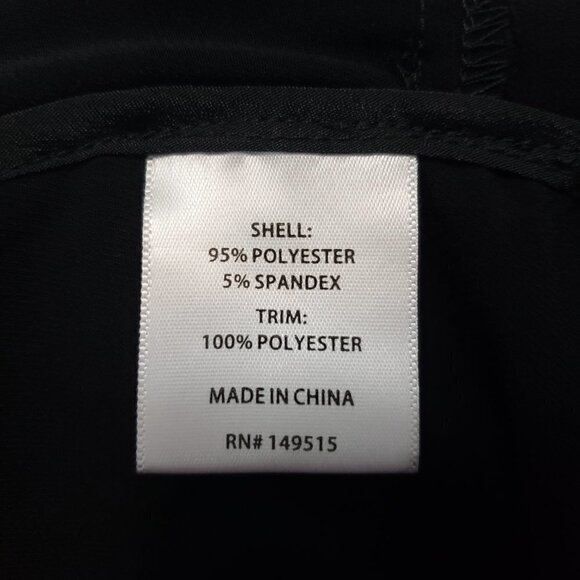 SHELL:
95% POLYESTER
5% SPANDEX
TRIM:
100% POLYESTER
MADE IN CHINA
RN# 149515